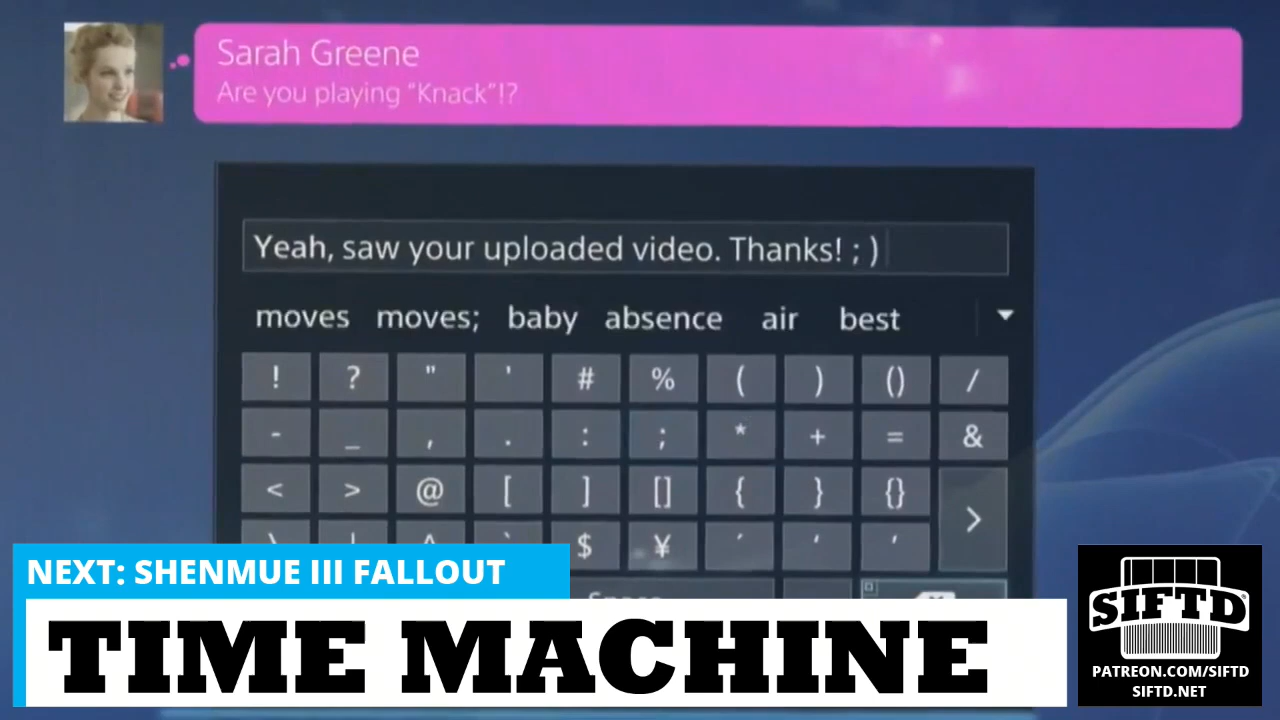 Sarah Greene
Are you playing “Knack”!?
Yeah, saw your uploaded video. Thanks! ; )
moves moves; baby absence air best
! ? " ' # % ( ) () /
- _ , . : ; * + = &
< > @ [ ] [] { } {} >
\ | ^ ` $ ¥ ´ ‘ ’
Space
NEXT: SHENMUE III FALLOUT
TIME MACHINE
SIFTD
PATREON.COM/SIFTD
SIFTD.NET